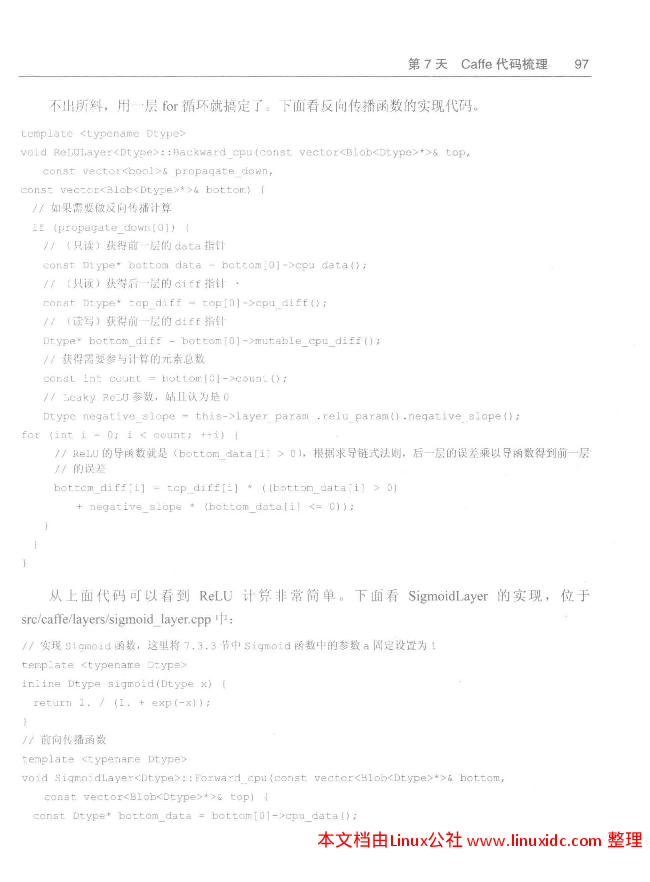 第 7 天 Caffe 代码梳理 97
不出所料，用一层 for 循环就搞定了。下面看反向传播函数的实现代码。
template <typename Dtype>
void ReLULayer<Dtype>::Backward_cpu(const vector<Blob<Dtype>*>& top,
const vector<bool>& propagate_down,
const vector<Blob<Dtype>*>& bottom) {
// 如果需要做反向传播计算
if (propagate_down[0]) {
// （只读）获得前一层的 data 指针
const Dtype* bottom_data = bottom[0]->cpu_data();
// （只读）获得后一层的 diff 指针
const Dtype* top_diff = top[0]->cpu_diff();
// （读写）获得前一层的 diff 指针
Dtype* bottom_diff = bottom[0]->mutable_cpu_diff();
// 获得需要参与计算的元素总数
const int count = bottom[0]->count();
// Leaky ReLU 参数，姑且认为是 0
Dtype negative_slope = this->layer_param_.relu_param().negative_slope();
for (int i = 0; i < count; ++i) {
// ReLU 的导函数就是（bottom_data[i] > 0），根据求导链式法则，后一层的误差乘以导函数得到前一层
// 的误差
bottom_diff[i] = top_diff[i] * ((bottom_data[i] > 0)
+ negative_slope * (bottom_data[i] <= 0));
}
}
}
从上面代码可以看到 ReLU 计算非常简单。下面看 SigmoidLayer 的实现，位于
src/caffe/layers/sigmoid_layer.cpp 中：
// 实现 Sigmoid 函数，这里将 7.3.3 节中 Sigmoid 函数中的参数 a 固定设置为 1
template <typename Dtype>
inline Dtype sigmoid(Dtype x) {
return 1. / (1. + exp(-x));
}
// 前向传播函数
template <typename Dtype>
void SigmoidLayer<Dtype>::Forward_cpu(const vector<Blob<Dtype>*>& bottom,
const vector<Blob<Dtype>*>& top) {
const Dtype* bottom_data = bottom[0]->cpu_data();
本文档由Linux公社 www.linuxidc.com 整理